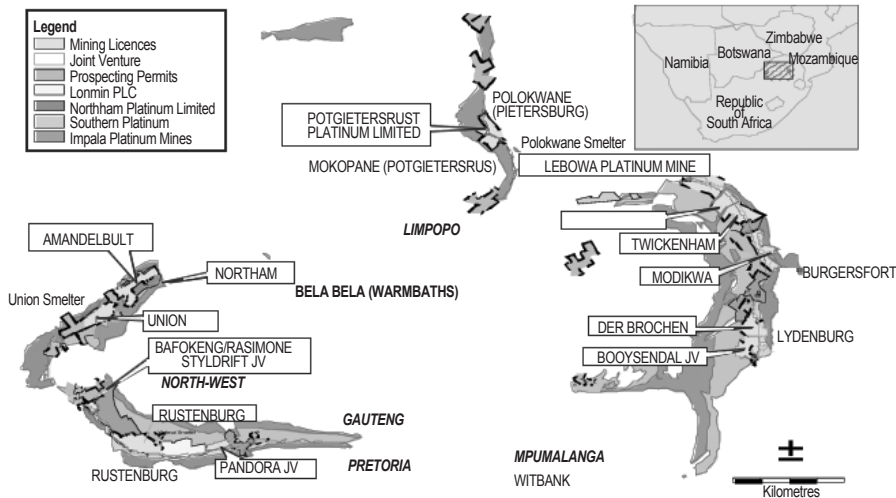 Legend
Mining Licences
Joint Venture
Prospecting Permits
Lonmin PLC
Northham Platinum Limited
Southern Platinum
Impala Platinum Mines
Zimbabwe
Botswana
Mozambique
Namibia
Republic
of
South Africa
POLOKWANE
(PIETERSBURG)
POTGIETERSRUST
PLATINUM LIMITED
Polokwane Smelter
MOKOPANE (POTGIETERSRUS)
LEBOWA PLATINUM MINE
LIMPOPO
TWICKENHAM
MODIKWA
BURGERSFORT
DER BROCHEN
LYDENBURG
BOOYSENDAL JV
AMANDELBULT
NORTHAM
BELA BELA (WARMBATHS)
Union Smelter
UNION
BAFOKENG/RASIMONE
STYLDRIFT JV
NORTH-WEST
RUSTENBURG
GAUTENG
RUSTENBURG
PANDORA JV
PRETORIA
MPUMALANGA
WITBANK
Kilometres